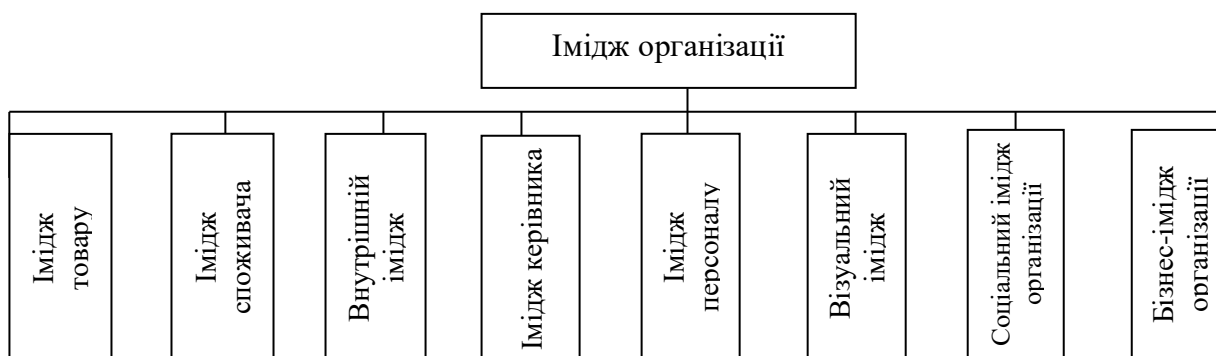 Імідж організації
Імідж
товару
Імідж
споживача
Внутрішній
імідж
Імідж керівника
Імідж
персоналу
Візуальний
імідж
Соціальний імідж
організації
Бізнес-імідж
організації